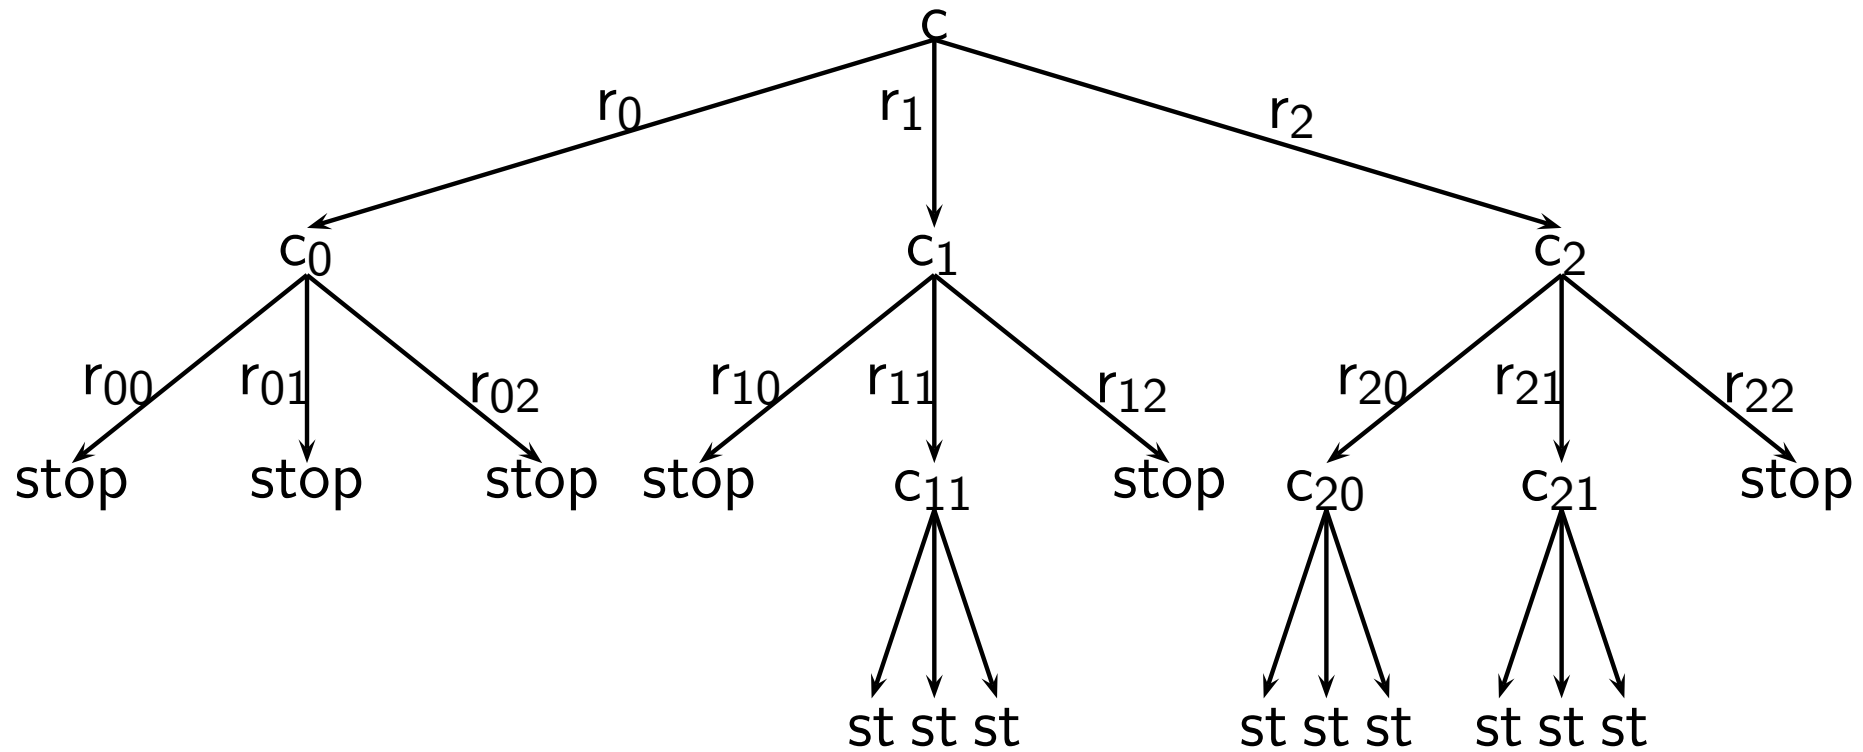 c
r₀ r₁ r₂
c₀ c₁ c₂
r₀₀ r₀₁ r₀₂ r₁₀ r₁₁ r₁₂ r₂₀ r₂₁ r₂₂
stop stop stop stop c₁₁ stop c₂₀ c₂₁ stop
st st st st st st st st st